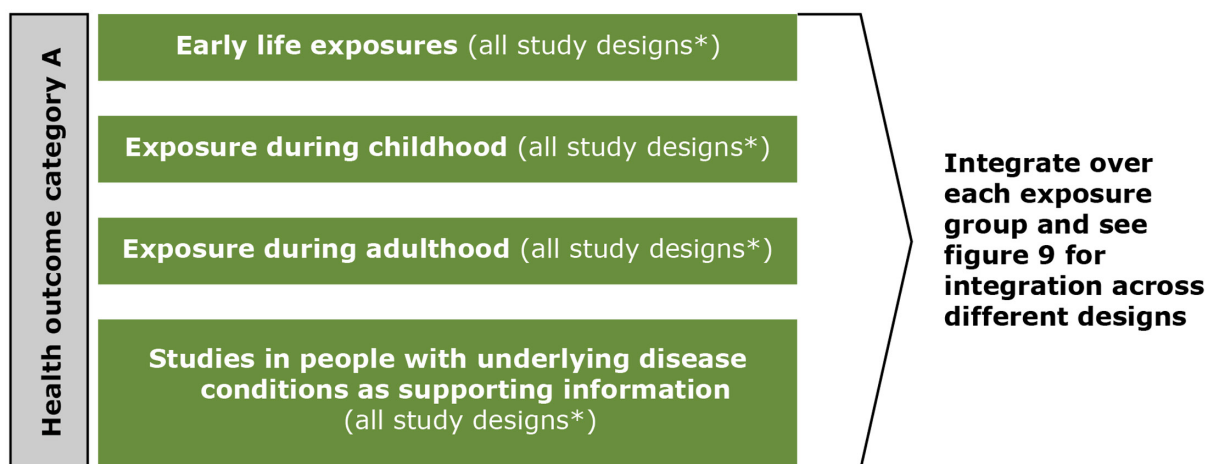 Health outcome category A
Early life exposures (all study designs*)
Exposure during childhood (all study designs*)
Exposure during adulthood (all study designs*)
Studies in people with underlying disease
conditions as supporting information
(all study designs*)
Integrate over
each exposure
group and see
figure 9 for
integration across
different designs